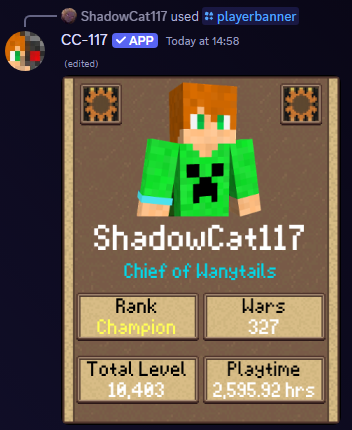 ShadowCat117 used playerbanner
CC-117 ✓ APP Today at 14:58
(edited)
ShadowCat117
Chief of Wanytails
Rank
Champion
Wars
327
Total Level
10,403
Playtime
2,595.92 hrs